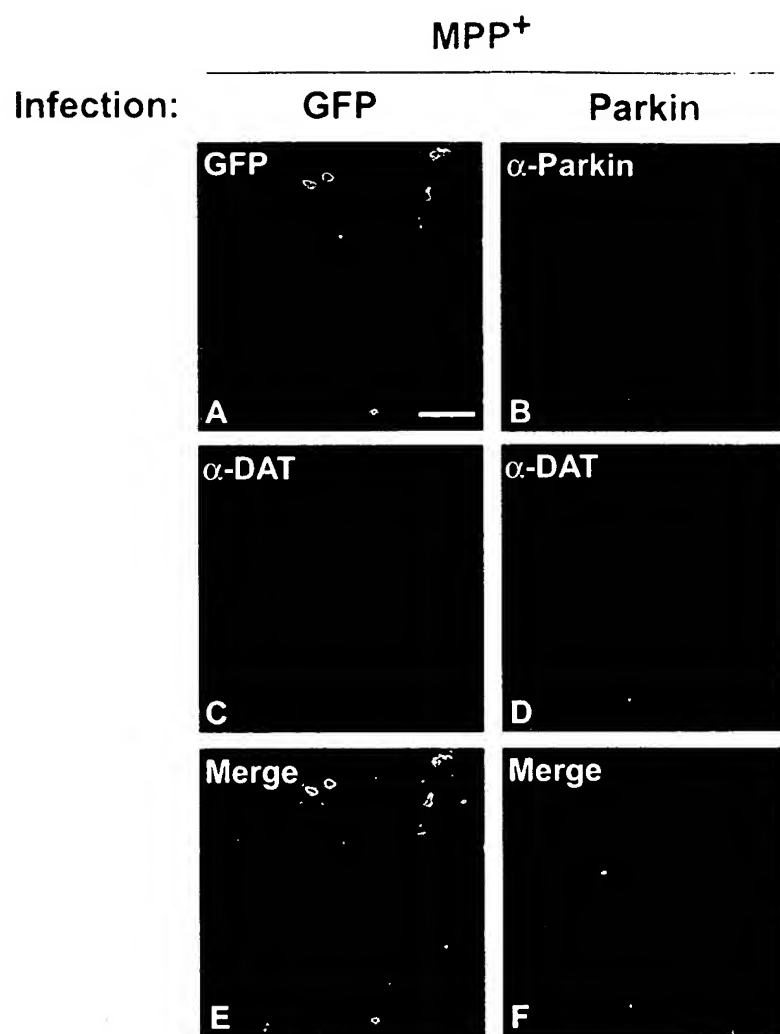 MPP+
Infection: GFP Parkin
GFP α-Parkin
A B
α-DAT α-DAT
C D
Merge Merge
E F